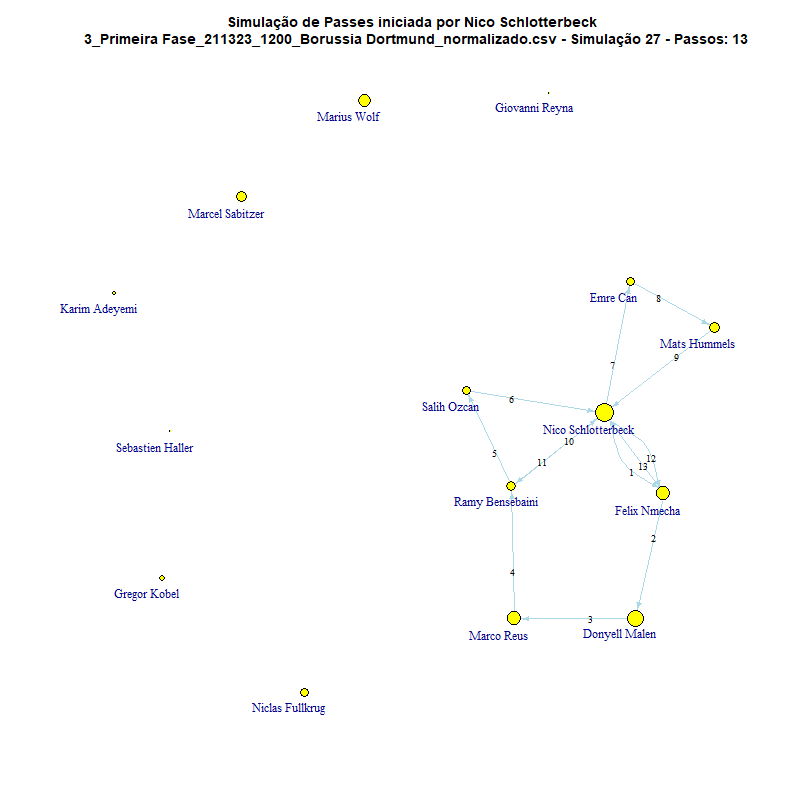 Simulação de Passes iniciada por Nico Schlotterbeck
3_Primeira Fase_211323_1200_Borussia Dortmund_normalizado.csv - Simulação 27 - Passos: 13
Giovanni Reyna
Marius Wolf
Marcel Sabitzer
Emre Can
8
Karim Adeyemi
Mats Hummels
9
7
6
Salih Ozcan
Nico Schlotterbeck
10
Sebastien Haller
5
11
12
13
1
Ramy Bensebaini
Felix Nmecha
2
4
Gregor Kobel
3
Marco Reus
Donyell Malen
Niclas Fullkrug